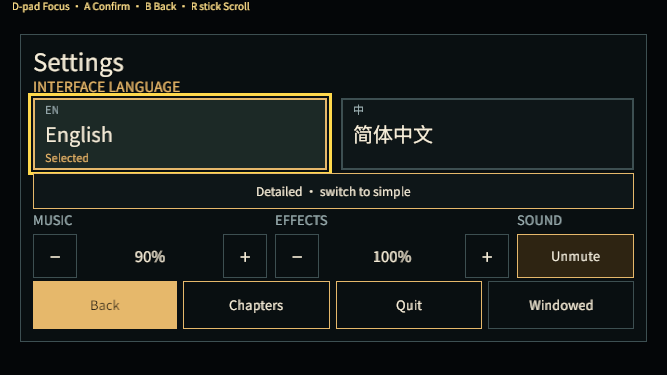 D-pad Focus • A Confirm • B Back • R stick Scroll
Settings
INTERFACE LANGUAGE
EN
English
Selected
中
简体中文
Detailed • switch to simple
MUSIC
EFFECTS
SOUND
− 90% +
− 100% +
Unmute
Back
Chapters
Quit
Windowed